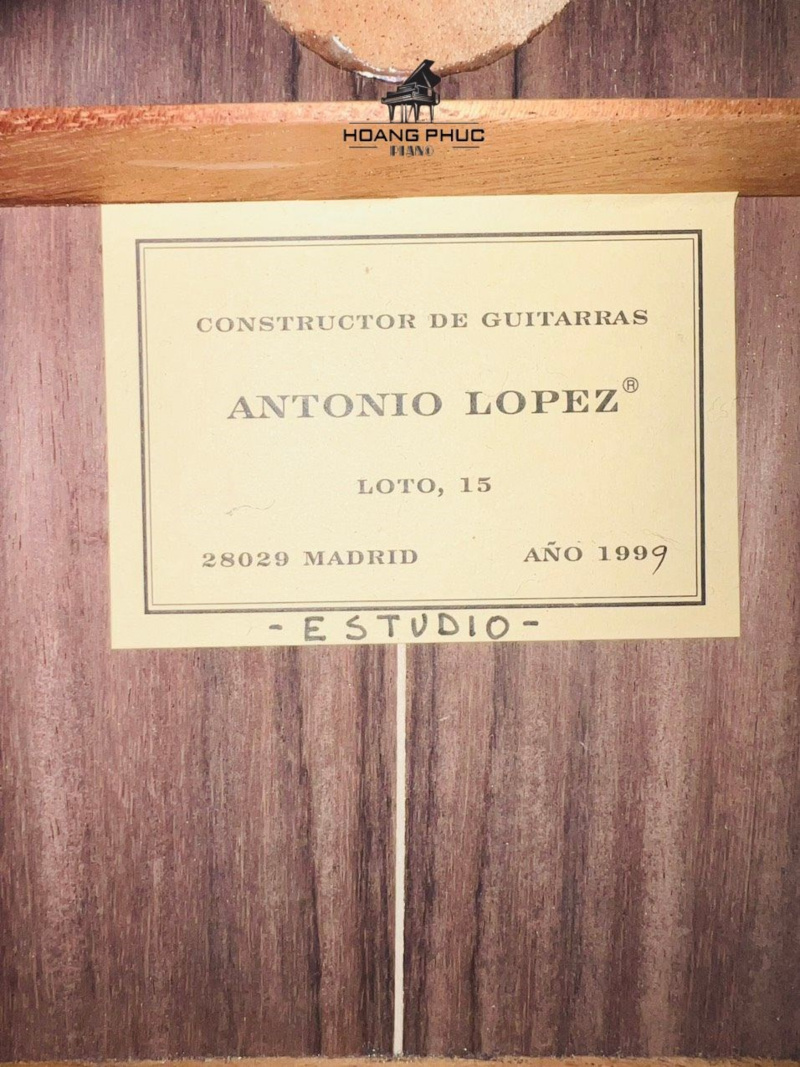 HOANG PHUC
PIANO
CONSTRUCTOR DE GUITARRAS
ANTONIO LOPEZ®
LOTO, 15
28029 MADRID AÑO 1999
- ESTUDIO -